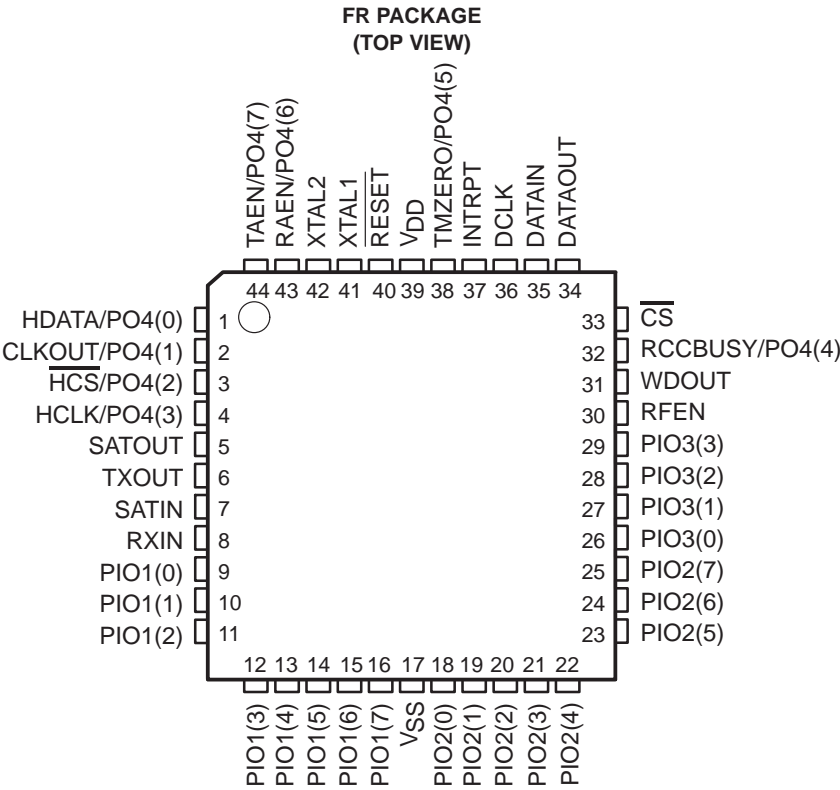 FR PACKAGE
(TOP VIEW)
TAEN/PO4(7)
RAEN/PO4(6)
XTAL2
XTAL1
RESET
VDD
TMZERO/PO4(5)
INTRPT
DCLK
DATAIN
DATAOUT
44 43 42 41 40 39 38 37 36 35 34
HDATA/PO4(0) 1
CLKOUT/PO4(1) 2
HCS/PO4(2) 3
HCLK/PO4(3) 4
SATOUT 5
TXOUT 6
SATIN 7
RXIN 8
PIO1(0) 9
PIO1(1) 10
PIO1(2) 11
33 CS
32 RCCBUSY/PO4(4)
31 WDOUT
30 RFEN
29 PIO3(3)
28 PIO3(2)
27 PIO3(1)
26 PIO3(0)
25 PIO2(7)
24 PIO2(6)
23 PIO2(5)
12 13 14 15 16 17 18 19 20 21 22
PIO1(3)
PIO1(4)
PIO1(5)
PIO1(6)
PIO1(7)
VSS
PIO2(0)
PIO2(1)
PIO2(2)
PIO2(3)
PIO2(4)